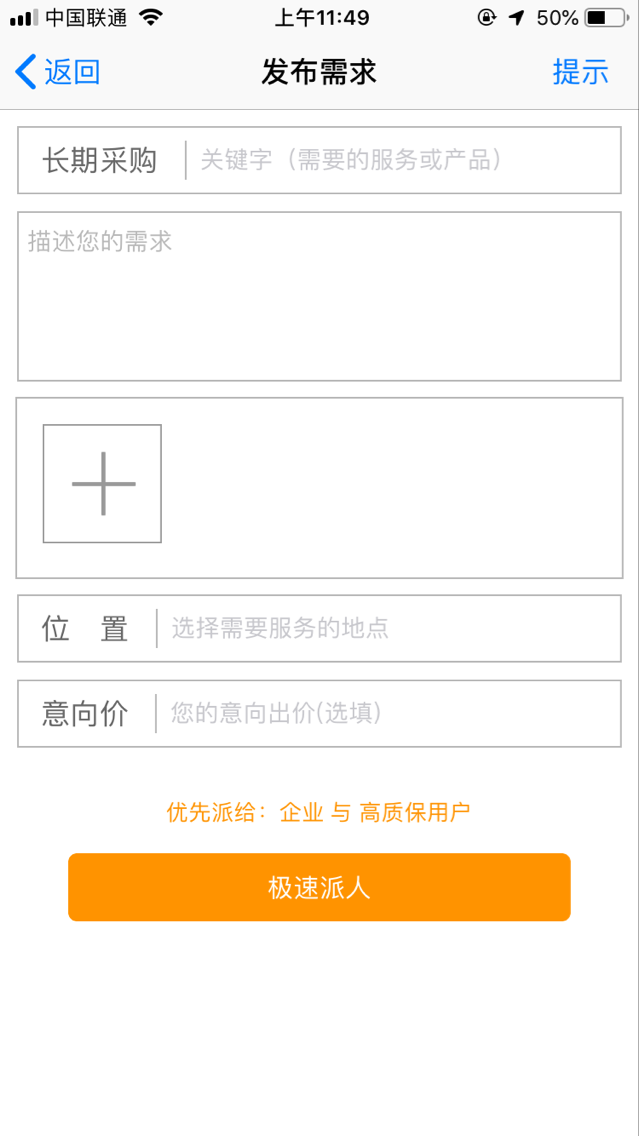 中国联通 上午11:49 50%
返回 发布需求 提示
长期采购 关键字（需要的服务或产品）
描述您的需求
位 置 选择需要服务的地点
意向价 您的意向出价(选填)
优先派给：企业 与 高质保用户
极速派人